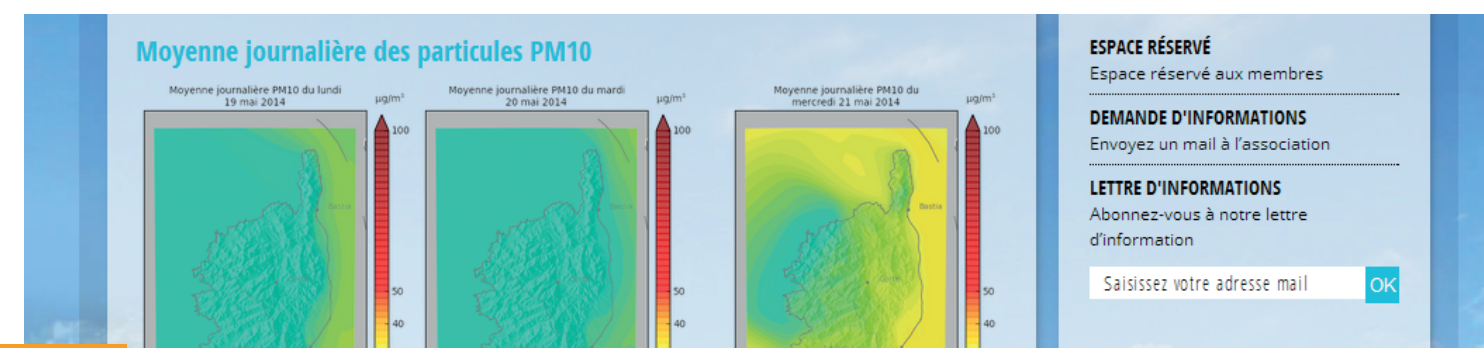 Moyenne journalière des particules PM10
Moyenne journalière PM10 du lundi
19 mai 2014
µg/m³
100
50
40
Bastia
Moyenne journalière PM10 du mardi
20 mai 2014
µg/m³
100
50
40
Bastia
Moyenne journalière PM10 du
mercredi 21 mai 2014
µg/m³
100
50
40
Bastia
Corte
ESPACE RÉSERVÉ
Espace réservé aux membres
DEMANDE D'INFORMATIONS
Envoyez un mail à l’association
LETTRE D'INFORMATIONS
Abonnez-vous à notre lettre
d’information
Saisissez votre adresse mail
OK